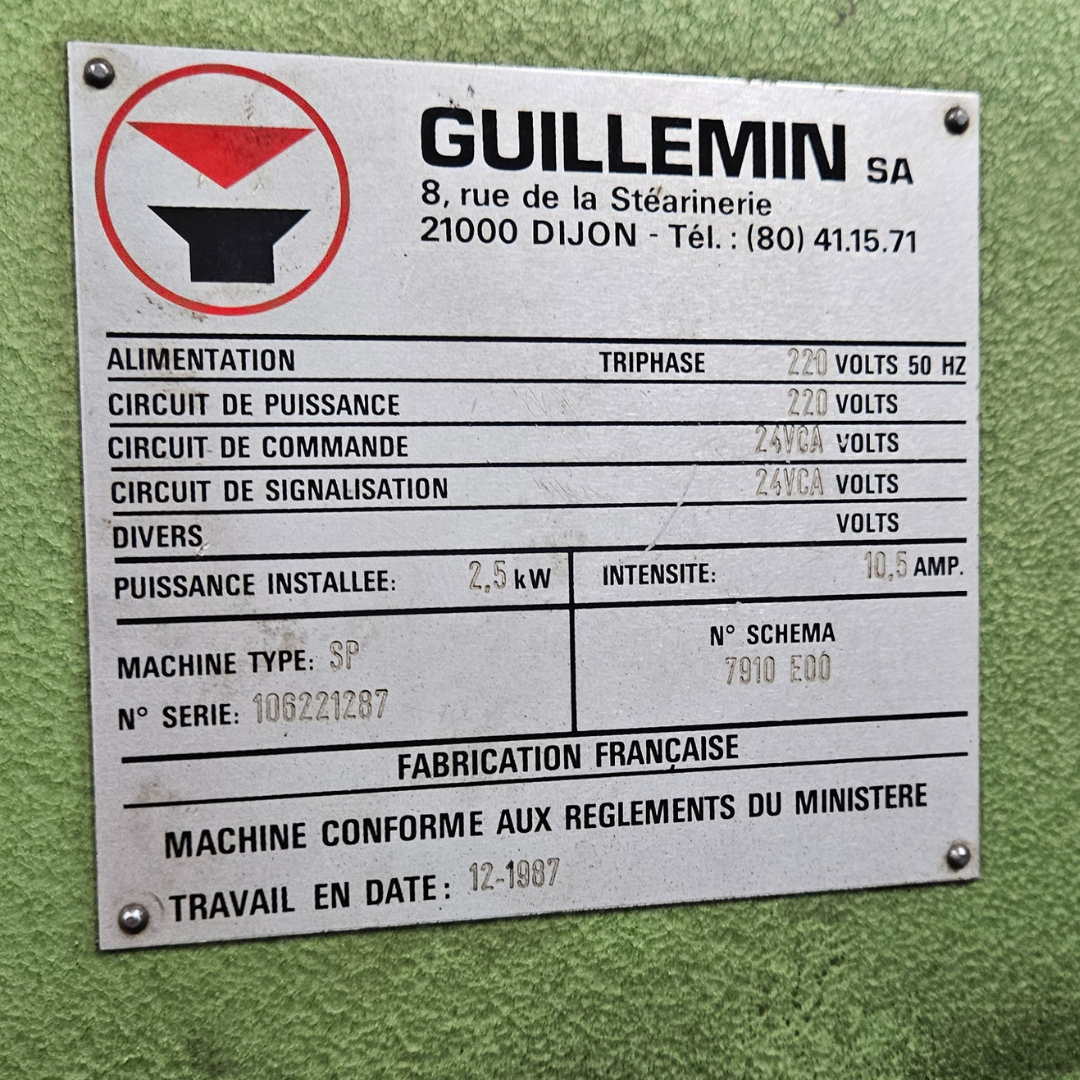 GUILLEMIN SA
8, rue de la Stéarinerie
21000 DIJON - Tél. : (80) 41.15.71
ALIMENTATION TRIPHASE 220 VOLTS 50 HZ
CIRCUIT DE PUISSANCE 220 VOLTS
CIRCUIT DE COMMANDE 24VCA VOLTS
CIRCUIT DE SIGNALISATION 24VCA VOLTS
DIVERS VOLTS
PUISSANCE INSTALLEE: 2,5 kW INTENSITE: 10,5 AMP.
MACHINE TYPE: SP
N° SERIE: 106221287
N° SCHEMA
7910 E00
FABRICATION FRANÇAISE
MACHINE CONFORME AUX REGLEMENTS DU MINISTERE
TRAVAIL EN DATE: 12-1987